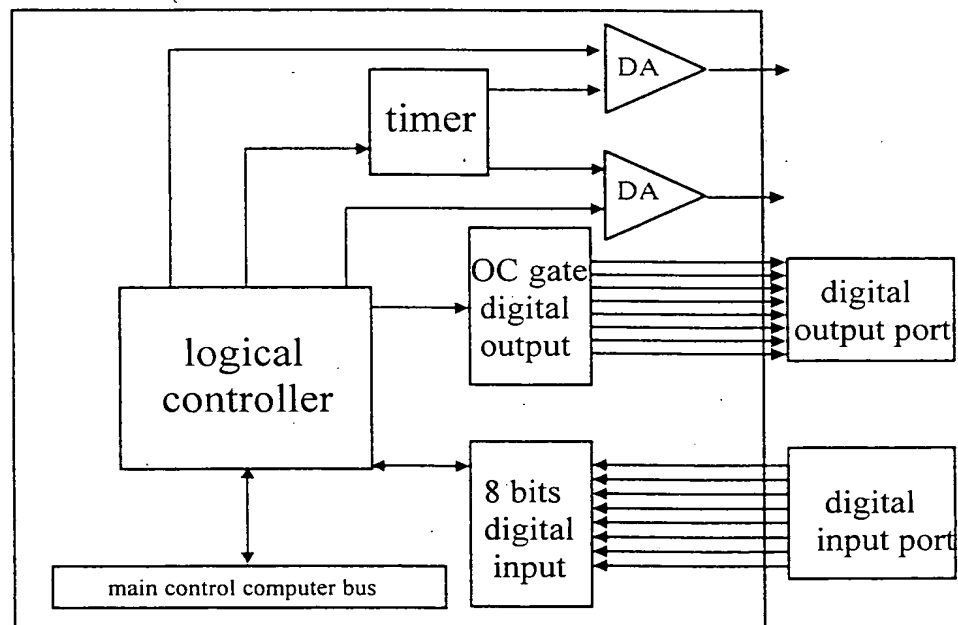 DA
timer
DA
OC gate
digital
output
digital
output port
logical
controller
8 bits
digital
input
digital
input port
main control computer bus